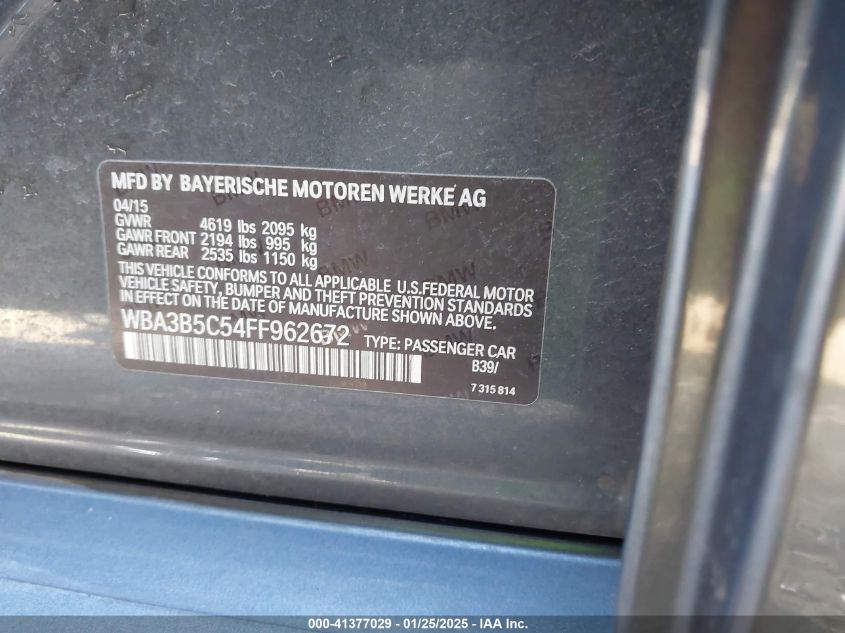 MFD BY BAYERISCHE MOTOREN WERKE AG
04/15
GVWR 4619 lbs 2095 kg
GAWR FRONT 2194 lbs 995 kg
GAWR REAR 2535 lbs 1150 kg
THIS VEHICLE CONFORMS TO ALL APPLICABLE U.S.FEDERAL MOTOR
VEHICLE SAFETY, BUMPER AND THEFT PREVENTION STANDARDS
IN EFFECT ON THE DATE OF MANUFACTURE SHOWN ABOVE.
WBA3B5C54FF962672 TYPE: PASSENGER CAR
B39/
7 315 814
000-41377029 - 01/25/2025 - IAA Inc.